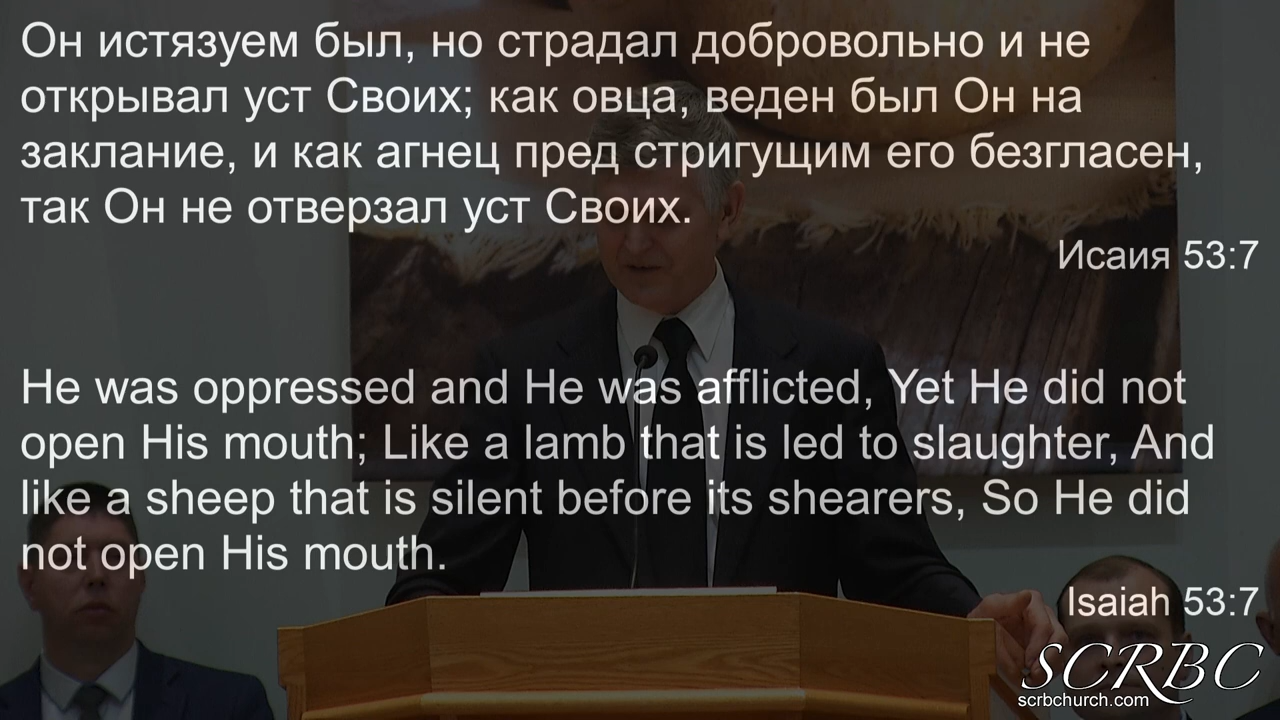 Он истязуем был, но страдал добровольно и не
открывал уст Своих; как овца, веден был Он на
заклание, и как агнец пред стригущим его безгласен,
так Он не отверзал уст Своих.
Исаия 53:7
He was oppressed and He was afflicted, Yet He did not
open His mouth; Like a lamb that is led to slaughter, And
like a sheep that is silent before its shearers, So He did
not open His mouth.
Isaiah 53:7
SCRBC
scrbchurch.com